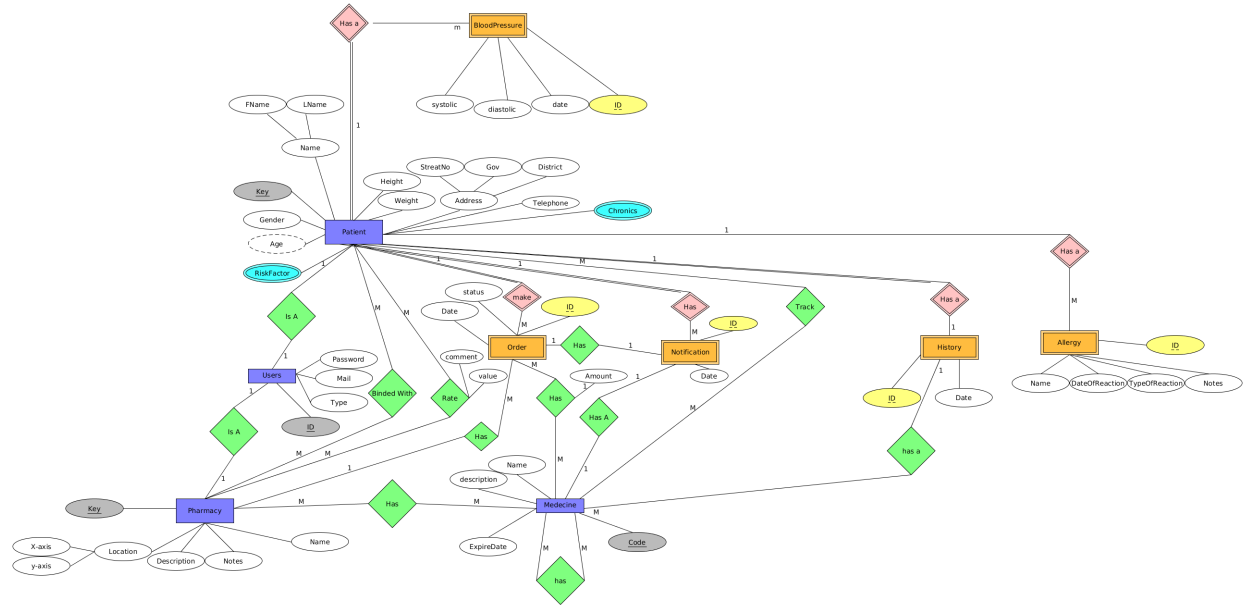 Has a
m
BloodPressure
systolic
diastolic
date
ID
1
FName
LName
Name
StreatNo
Gov
District
Height
Weight
Address
Telephone
Chronics
Key
Gender
Age
RiskFactor
Patient
1
Has a
M
Allergy
ID
Name
DateOfReaction
TypeOfReaction
Notes
1
1
1
M
1
M
M
Is A
1
status
Date
make
M
ID
Order
1
Has
1
Has
M
ID
Notification
Date
Track
M
Has a
1
History
ID
Date
1
has a
M
Users
Password
Mail
Type
ID
1
Is A
1
Binded With
M
comment
value
Rate
M
M
Has
1
M
Has
Amount
1
M
1
Has A
1
Pharmacy
Key
Location
X-axis
y-axis
Description
Notes
Name
M
Has
M
Name
description
Medecine
ExpireDate
Code
M
M
has